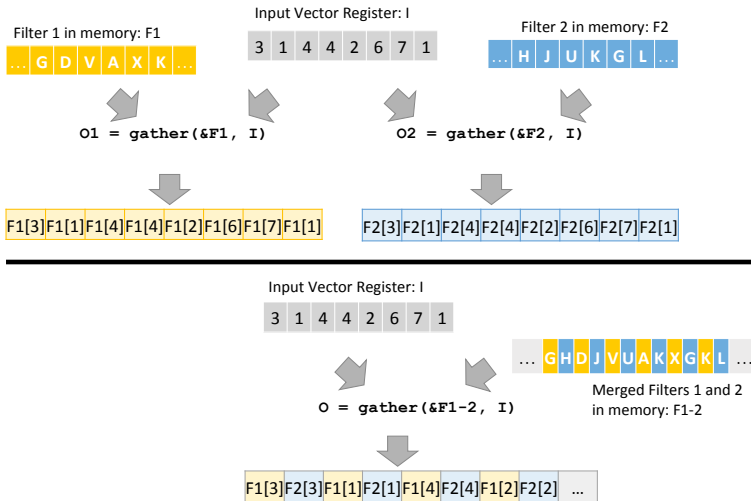 Input Vector Register: I
Filter 1 in memory: F1
Filter 2 in memory: F2
3 1 4 4 2 6 7 1
... G D V A X K ...
... H J U K G L ...
O1 = gather(&F1, I)
O2 = gather(&F2, I)
F1[3] F1[1] F1[4] F1[4] F1[2] F1[6] F1[7] F1[1]
F2[3] F2[1] F2[4] F2[4] F2[2] F2[6] F2[7] F2[1]
Input Vector Register: I
3 1 4 4 2 6 7 1
... G H D J V U A K X G K L ...
Merged Filters 1 and 2
in memory: F1-2
O = gather(&F1-2, I)
F1[3] F2[3] F1[1] F2[1] F1[4] F2[4] F1[2] F2[2] ...